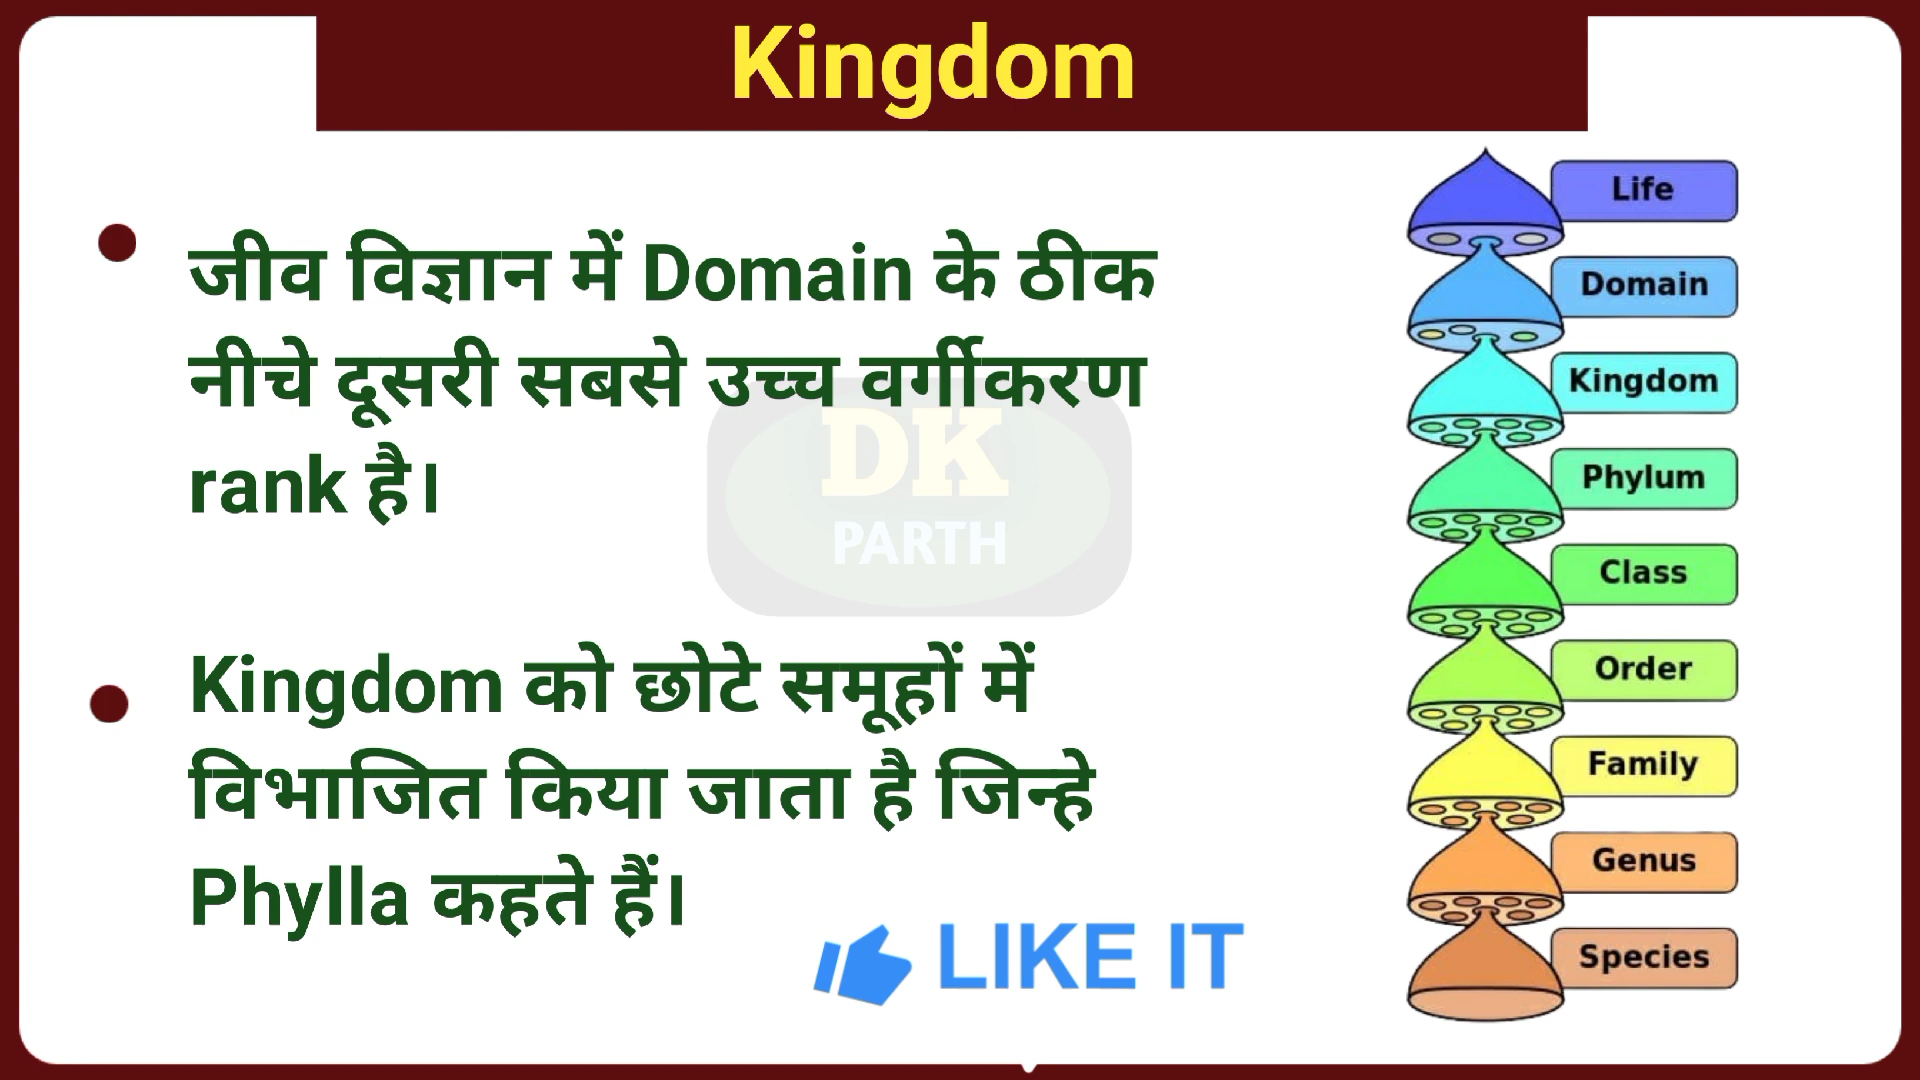 Kingdom
जीव विज्ञान में Domain के ठीक
नीचे दूसरी सबसे उच्च वर्गीकरण
rank है।
DK
PARTH
Kingdom को छोटे समूहों में
विभाजित किया जाता है जिन्हे
Phylla कहते हैं।
LIKE IT
Life
Domain
Kingdom
Phylum
Class
Order
Family
Genus
Species